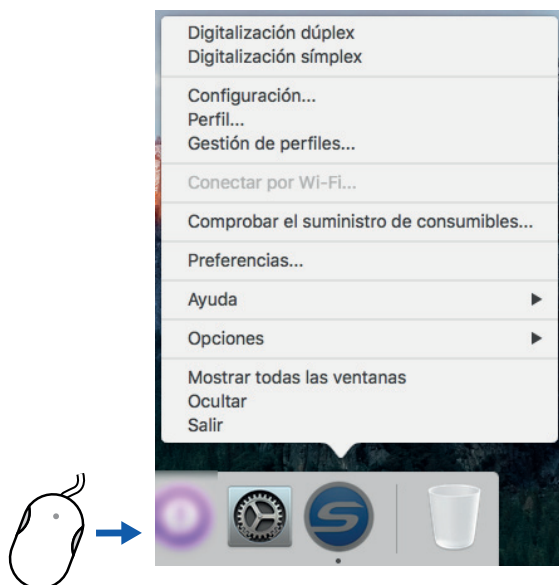 Digitalización dúplex
Digitalización símplex
Configuración...
Perfil...
Gestión de perfiles...
Conectar por Wi-Fi...
Comprobar el suministro de consumibles...
Preferencias...
Ayuda
Opciones
Mostrar todas las ventanas
Ocultar
Salir